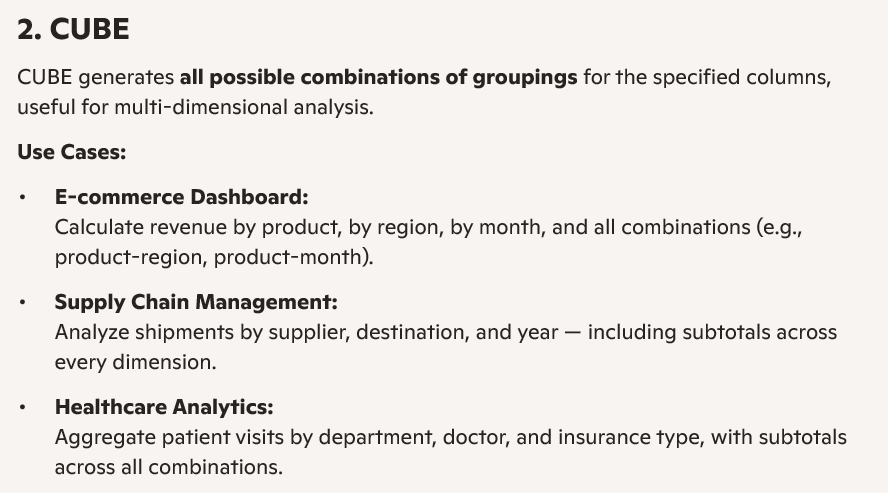 2. CUBE
CUBE generates all possible combinations of groupings for the specified columns,
useful for multi-dimensional analysis.
Use Cases:
• E-commerce Dashboard:
Calculate revenue by product, by region, by month, and all combinations (e.g.,
product-region, product-month).
• Supply Chain Management:
Analyze shipments by supplier, destination, and year — including subtotals across
every dimension.
• Healthcare Analytics:
Aggregate patient visits by department, doctor, and insurance type, with subtotals
across all combinations.